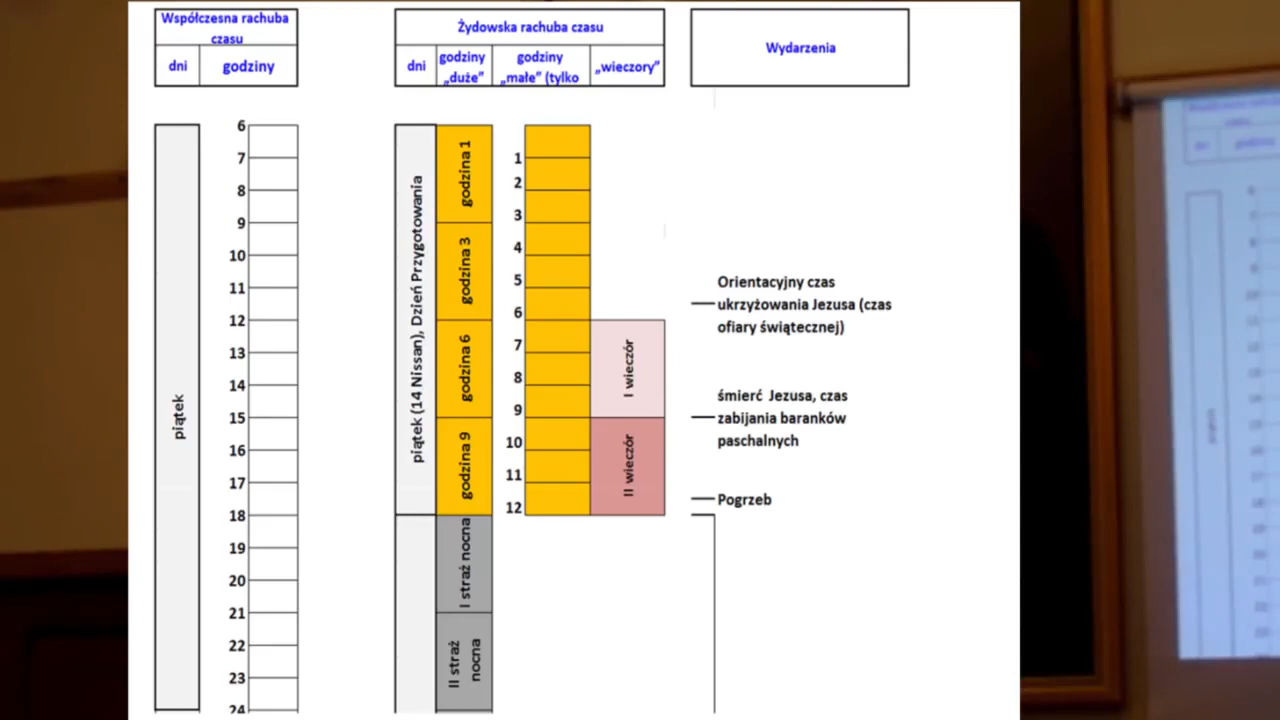 Współczesna rachuba
czasu
dni
godziny
Żydowska rachuba czasu
dni
godziny
„duże”
godziny
„małe” (tylko
„wieczory”
Wydarzenia
piątek
6
7
8
9
10
11
12
13
14
15
16
17
18
19
20
21
22
23
24
piątek (14 Nissan), Dzień Przygotowania
godzina 1
godzina 3
godzina 6
godzina 9
I straż nocna
II straż
nocna
1
2
3
4
5
6
7
8
9
10
11
12
I wieczór
II wieczór
Orientacyjny czas
ukrzyżowania Jezusa (czas
ofiary świątecznej)
śmierć Jezusa, czas
zabijania baranków
paschalnych
Pogrzeb